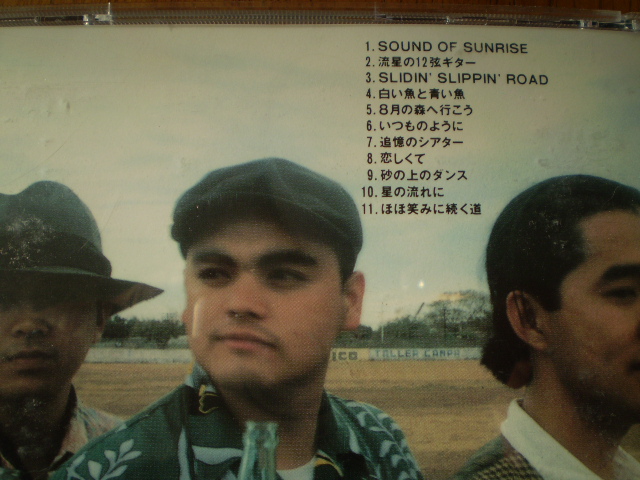 1. SOUND OF SUNRISE
2. 流星の12弦ギター
3. SLIDIN' SLIPPIN' ROAD
4. 白い魚と青い魚
5. 8月の森へ行こう
6. いつものように
7. 追憶のシアター
8. 恋しくて
9. 砂の上のダンス
10. 星の流れに
11. ほほ笑みに続く道
ICO TALLER CAMPO